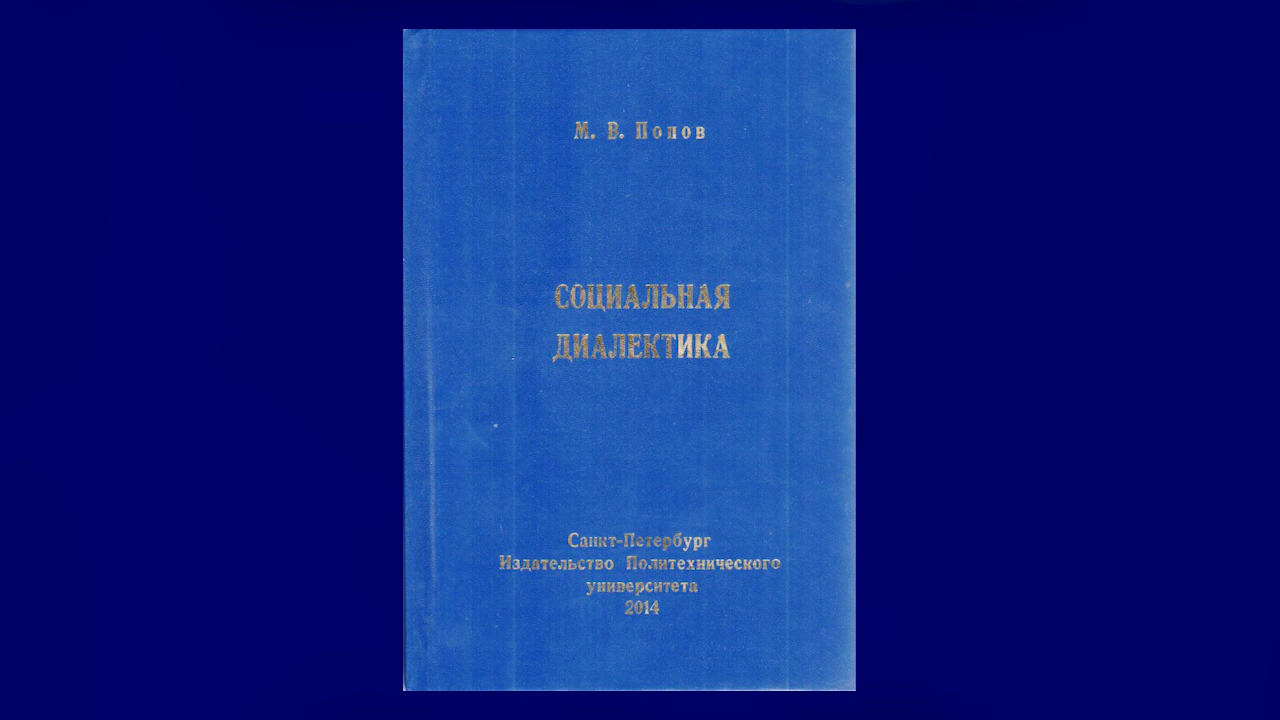 М. В. Попов
СОЦИАЛЬНАЯ
ДИАЛЕКТИКА
Санкт-Петербург
Издательство Политехнического
университета
2014